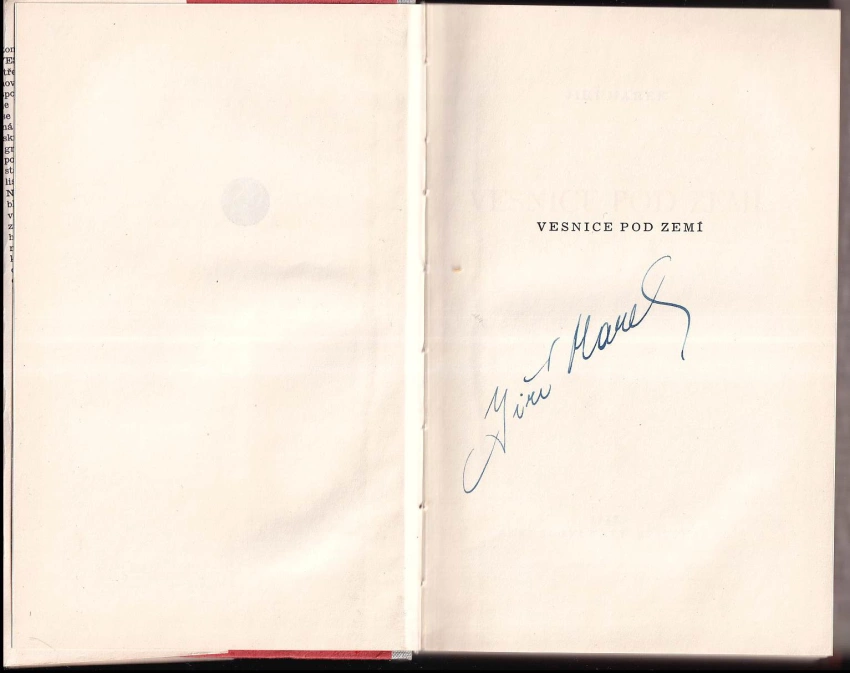 VESNICE POD ZEMÍ
Jiří Marek